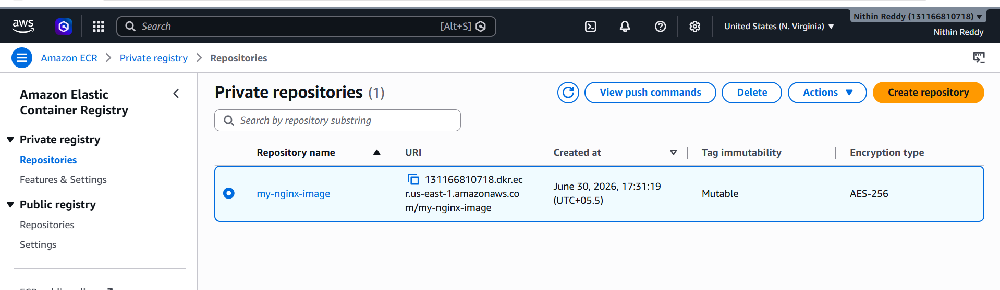 aws
Search
[Alt+S]
United States (N. Virginia)
Nithin Reddy (131166810718)
Nithin Reddy
Amazon ECR
Private registry
Repositories
Amazon Elastic
Container Registry
Private registry
Repositories
Features & Settings
Public registry
Repositories
Settings
Private repositories (1)
View push commands
Delete
Actions
Create repository
Search by repository substring
Repository name
URI
Created at
Tag immutability
Encryption type
my-nginx-image
131166810718.dkr.ec
r.us-east-1.amazonaws.co
m/my-nginx-image
June 30, 2026, 17:31:19
(UTC+05.5)
Mutable
AES-256